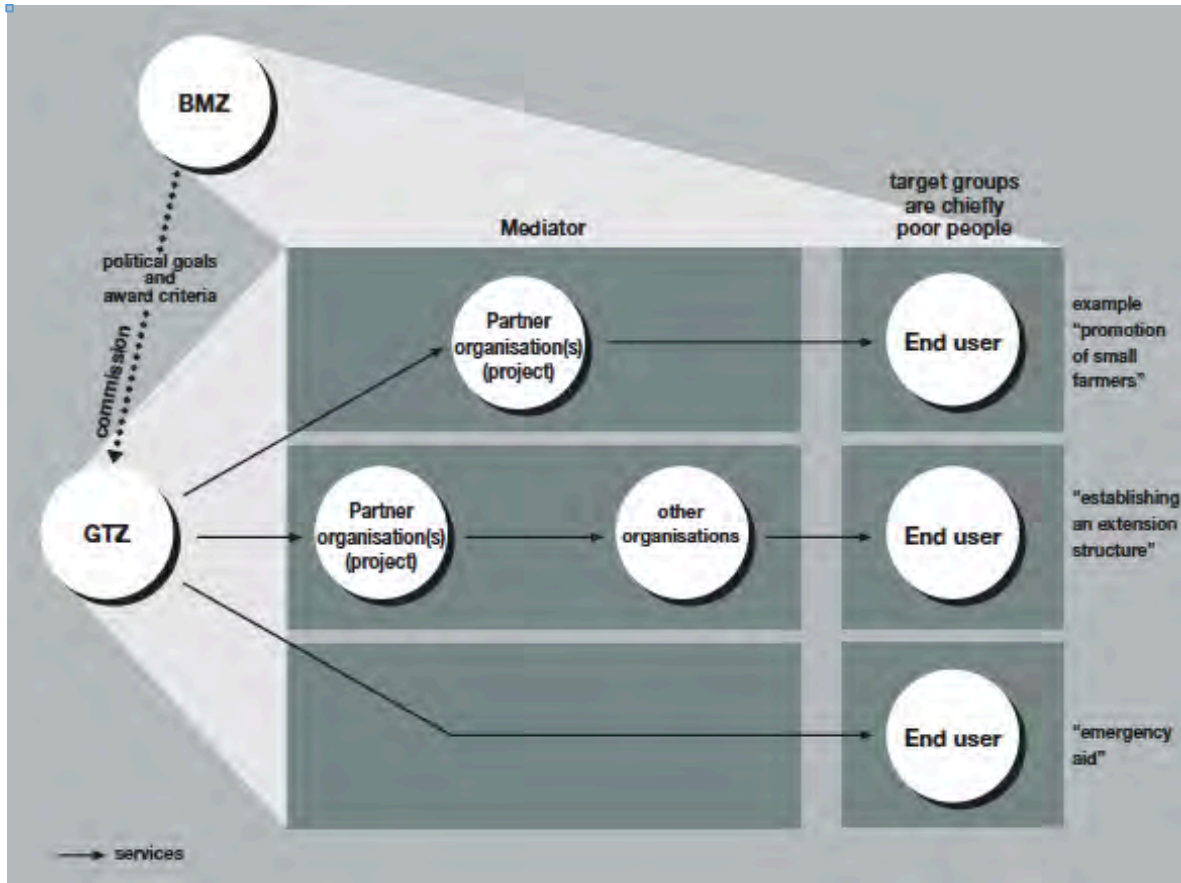 BMZ
target groups
are chiefly
poor people
Mediator
political goals
and
award criteria
commission
Partner
organisation(s)
(project)
End user
example
“promotion
of small
farmers”
GTZ
Partner
organisation(s)
(project)
other
organisations
End user
“establishing
an extension
structure”
End user
“emergency
aid”
services